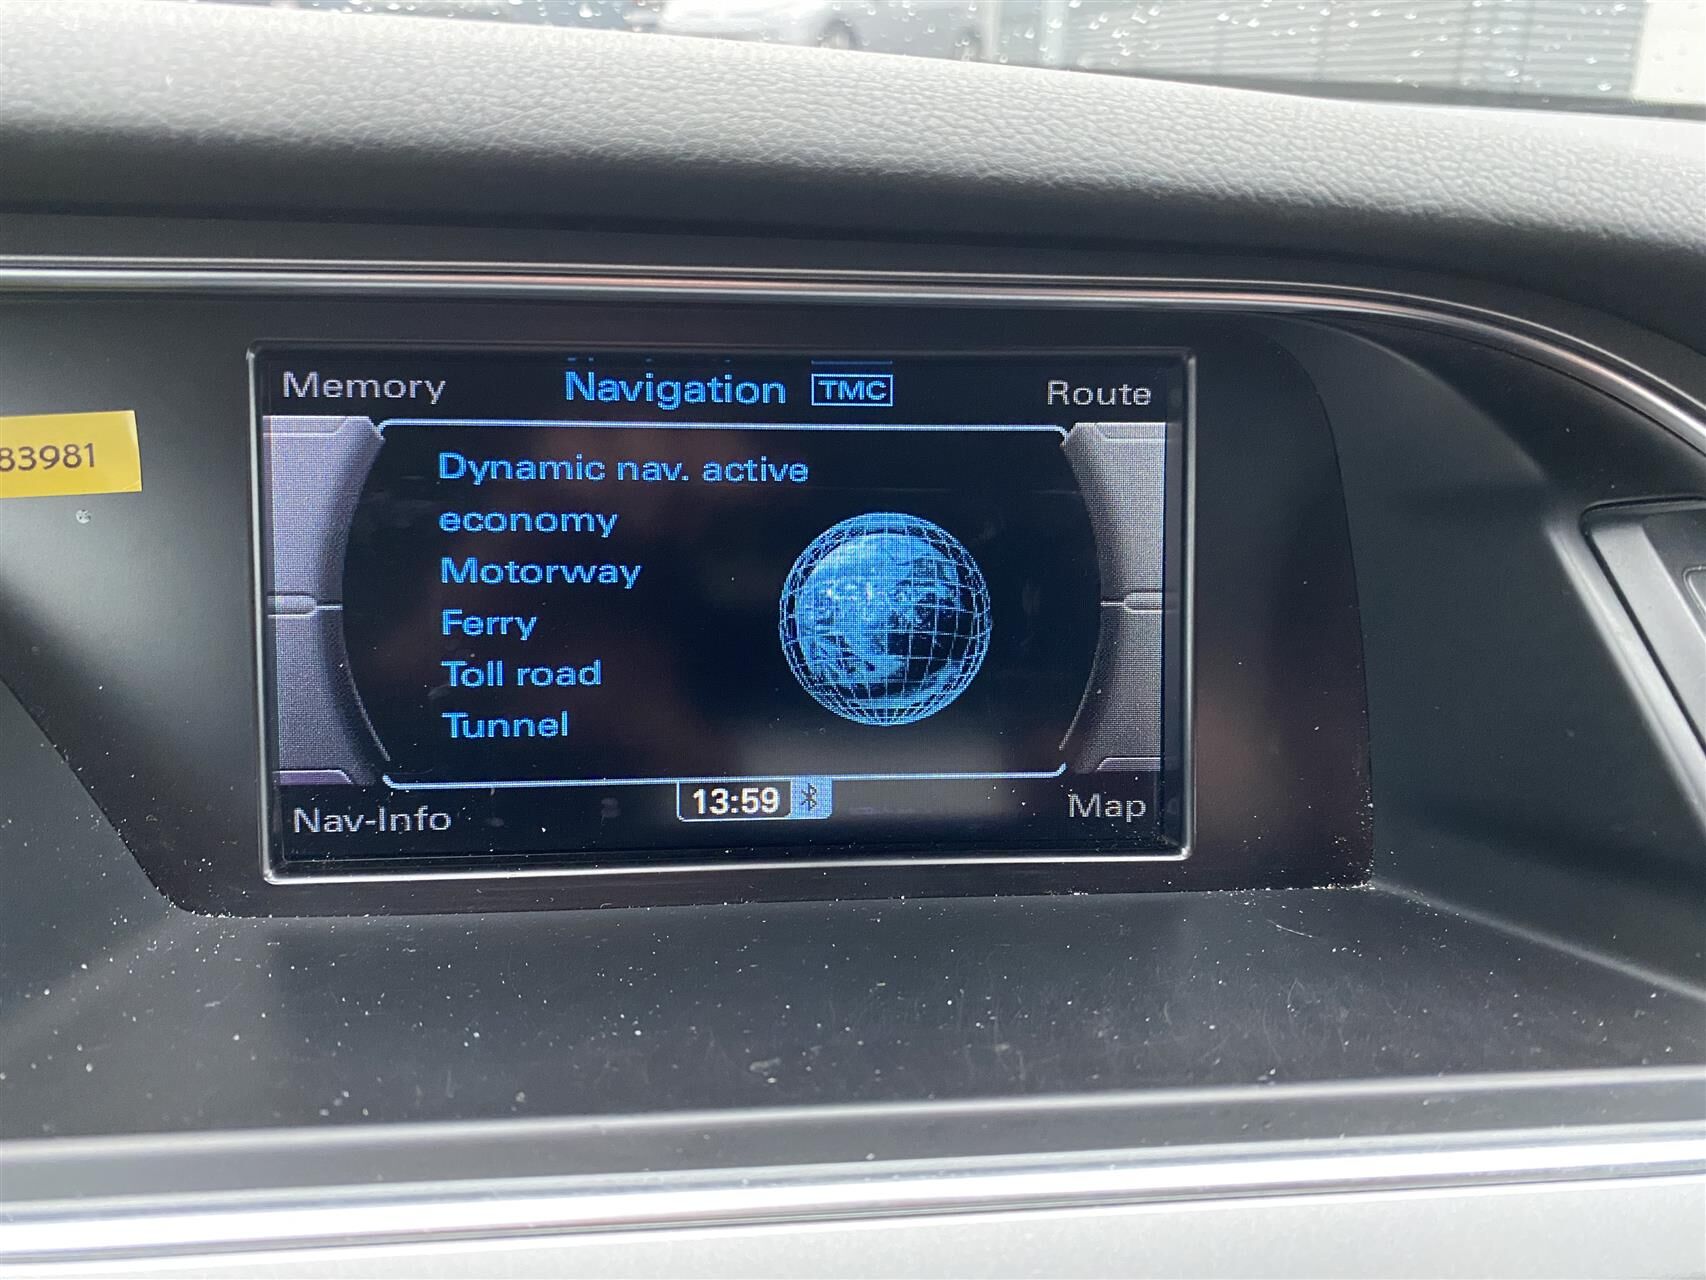 Memory
Navigation TMC
Route
83981
Dynamic nav. active
economy
Motorway
Ferry
Toll road
Tunnel
Nav-Info
13:59
Map